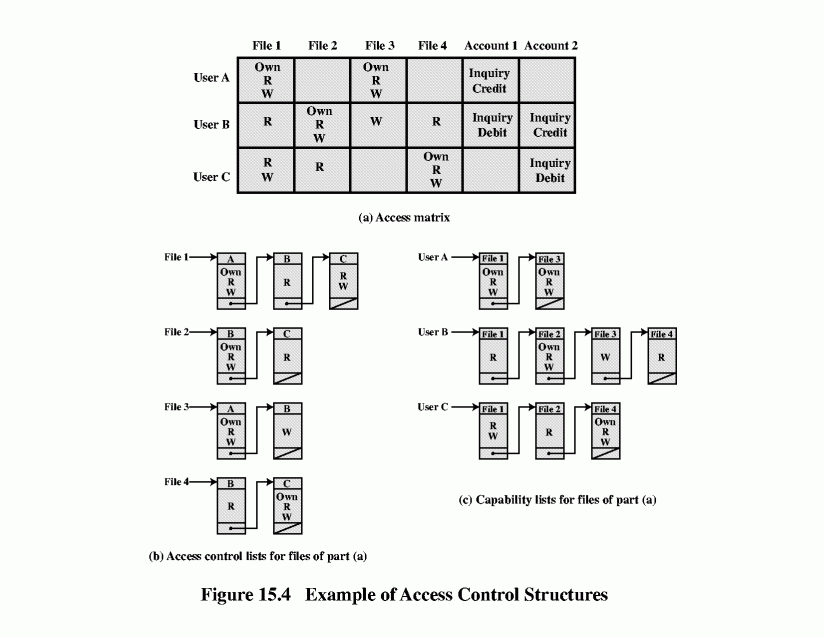 File 1 File 2 File 3 File 4 Account 1 Account 2
User A
Own
R
W
Own
R
W
Inquiry
Credit
User B
R
Own
R
W
W
R
Inquiry
Debit
Inquiry
Credit
User C
R
W
R
Own
R
W
Inquiry
Debit
(a) Access matrix
File 1
A
Own
R
W
B
R
C
R
W
File 2
B
Own
R
W
C
R
File 3
A
Own
R
W
B
W
File 4
B
R
C
Own
R
W
(b) Access control lists for files of part (a)
User A
File 1
Own
R
W
File 3
Own
R
W
User B
File 1
R
File 2
Own
R
W
File 3
W
File 4
R
User C
File 1
R
W
File 2
R
File 4
Own
R
W
(c) Capability lists for files of part (a)
Figure 15.4 Example of Access Control Structures